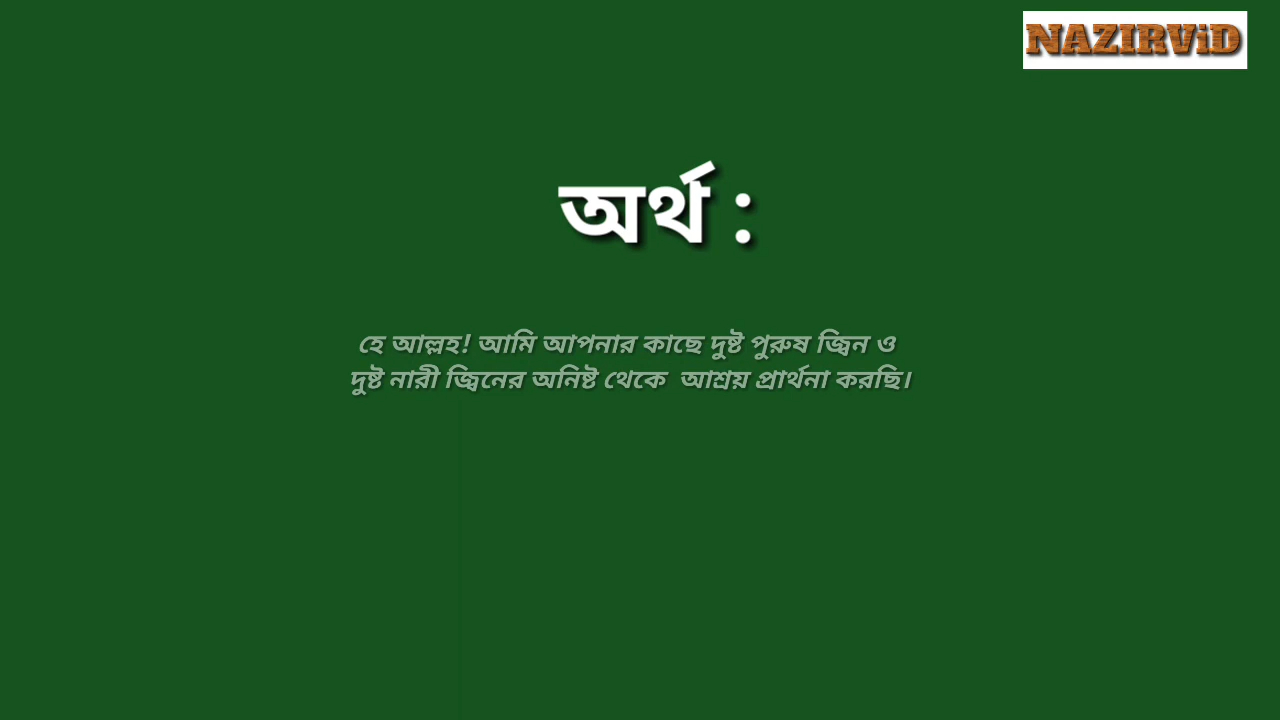 NAZIRViD
অর্থ :
হে আল্লহ! আমি আপনার কাছে দুষ্ট পুরুষ জ্বিন ও
দুষ্ট নারী জ্বিনের অনিষ্ট থেকে আশ্রয় প্রার্থনা করছি।